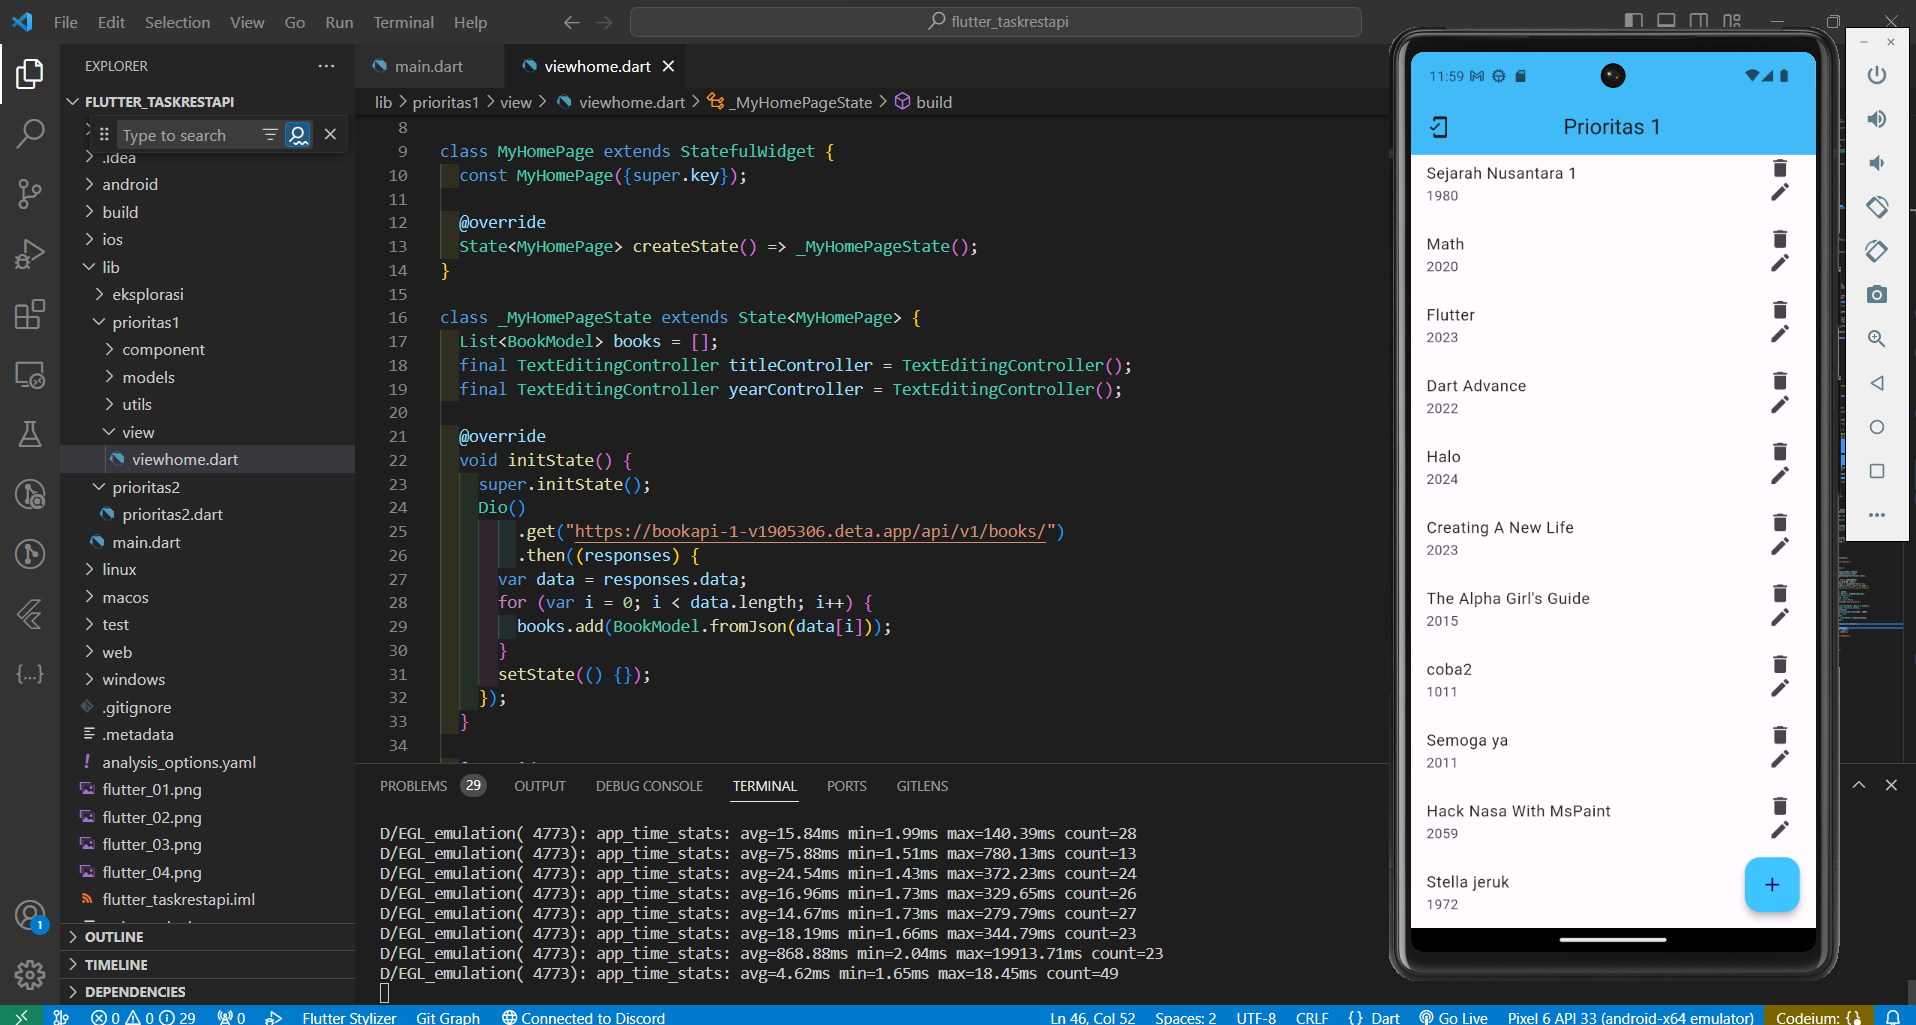 File Edit Selection View Go Run Terminal Help
flutter_taskrestapi
EXPLORER
FLUTTER_TASKRESTAPI
Type to search
.idea
android
build
ios
lib
eksplorasi
prioritas1
component
models
utils
view
viewhome.dart
prioritas2
prioritas2.dart
main.dart
linux
macos
test
web
windows
.gitignore
.metadata
analysis_options.yaml
flutter_01.png
flutter_02.png
flutter_03.png
flutter_04.png
flutter_taskrestapi.iml
OUTLINE
TIMELINE
DEPENDENCIES
main.dart viewhome.dart
lib > prioritas1 > view > viewhome.dart > _MyHomePageState > build
8
9 class MyHomePage extends StatefulWidget {
10 const MyHomePage({super.key});
11
12 @override
13 State<MyHomePage> createState() => _MyHomePageState();
14 }
15
16 class _MyHomePageState extends State<MyHomePage> {
17 List<BookModel> books = [];
18 final TextEditingController titleController = TextEditingController();
19 final TextEditingController yearController = TextEditingController();
20
21 @override
22 void initState() {
23 super.initState();
24 Dio()
25 .get("https://bookapi-1-v1905306.deta.app/api/v1/books/")
26 .then((responses) {
27 var data = responses.data;
28 for (var i = 0; i < data.length; i++) {
29 books.add(BookModel.fromJson(data[i]));
30 }
31 setState(() {});
32 });
33 }
34
PROBLEMS 29 OUTPUT DEBUG CONSOLE TERMINAL PORTS GITLENS
D/EGL_emulation( 4773): app_time_stats: avg=15.84ms min=1.99ms max=140.39ms count=28
D/EGL_emulation( 4773): app_time_stats: avg=75.88ms min=1.51ms max=780.13ms count=13
D/EGL_emulation( 4773): app_time_stats: avg=24.54ms min=1.43ms max=372.23ms count=24
D/EGL_emulation( 4773): app_time_stats: avg=16.96ms min=1.73ms max=329.65ms count=26
D/EGL_emulation( 4773): app_time_stats: avg=14.67ms min=1.73ms max=279.79ms count=27
D/EGL_emulation( 4773): app_time_stats: avg=18.19ms min=1.66ms max=344.79ms count=23
D/EGL_emulation( 4773): app_time_stats: avg=868.88ms min=2.04ms max=19913.71ms count=23
D/EGL_emulation( 4773): app_time_stats: avg=4.62ms min=1.65ms max=18.45ms count=49
11:59
Prioritas 1
Sejarah Nusantara 1
1980
Math
2020
Flutter
2023
Dart Advance
2022
Halo
2024
Creating A New Life
2023
The Alpha Girl's Guide
2015
coba2
1011
Semoga ya
2011
Hack Nasa With MsPaint
2059
Stella jeruk
1972
+
1
0 0 29 0 Flutter Stylizer Git Graph Connected to Discord Ln 46, Col 52 Spaces: 2 UTF-8 CRLF {} Dart Go Live Pixel 6 API 33 (android-x64 emulator) Codeium: {}